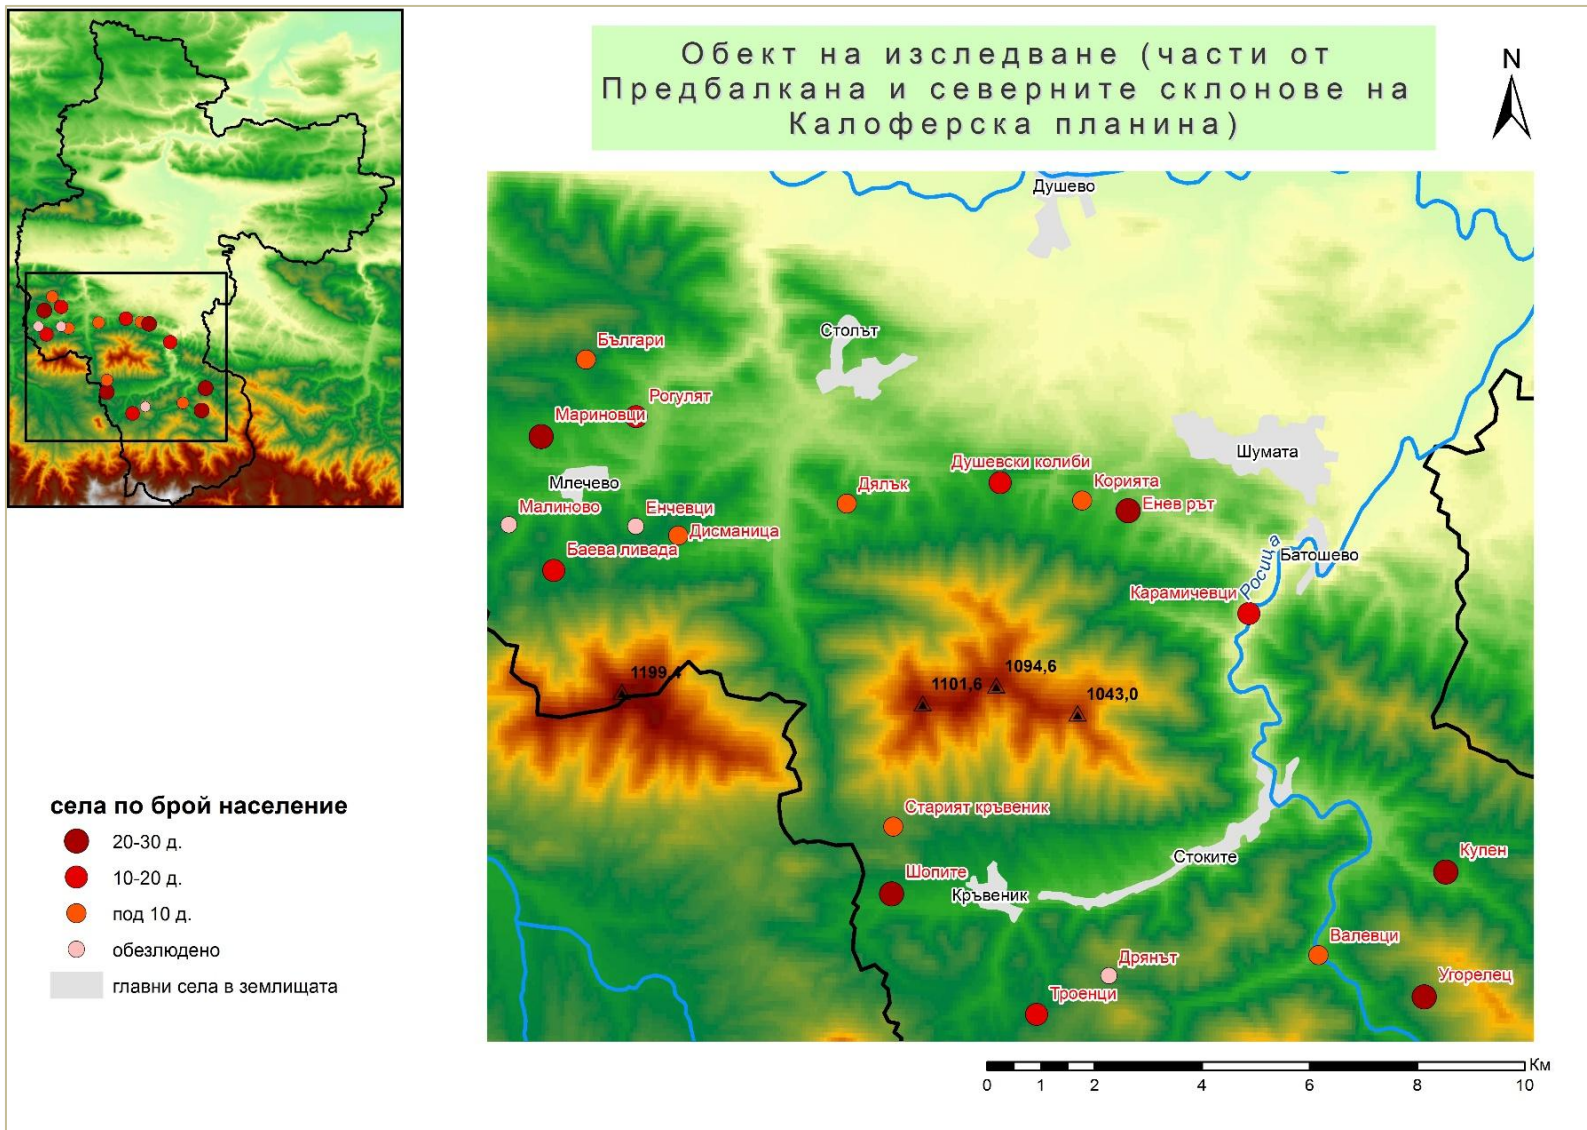 Обект на изследване (части от
Предбалкана и северните склонове на
Калоферска планина)
N
Душево
Столът
Българи
Рогулят
Мариновци
Шумата
Душевски колиби
Млечево
Дялък
Корията
Малиново
Енчевци
Енев рът
Дисманица
Баева ливада
Батошево
Росица
Карамичевци
1199,4
1094,6
1101,6
1043,0
Старият кръвеник
Стоките
Купен
Шопите
Кръвеник
Валевци
Дрянът
Угорелец
Троенци
села по брой население
20-30 д.
10-20 д.
под 10 д.
обезлюдено
главни села в землищата
Км
0 1 2 4 6 8 10